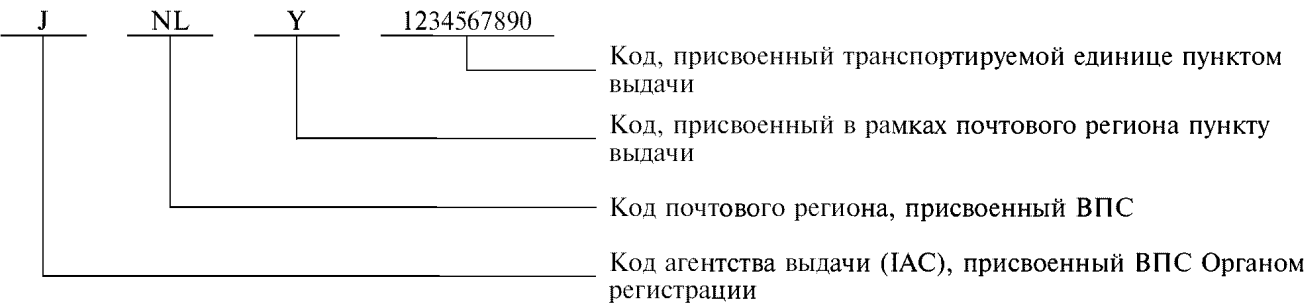 J NL Y 1234567890
Код, присвоенный транспортируемой единице пунктом
выдачи
Код, присвоенный в рамках почтового региона пункту
выдачи
Код почтового региона, присвоенный ВПС
Код агентства выдачи (IAC), присвоенный ВПС Органом
регистрации